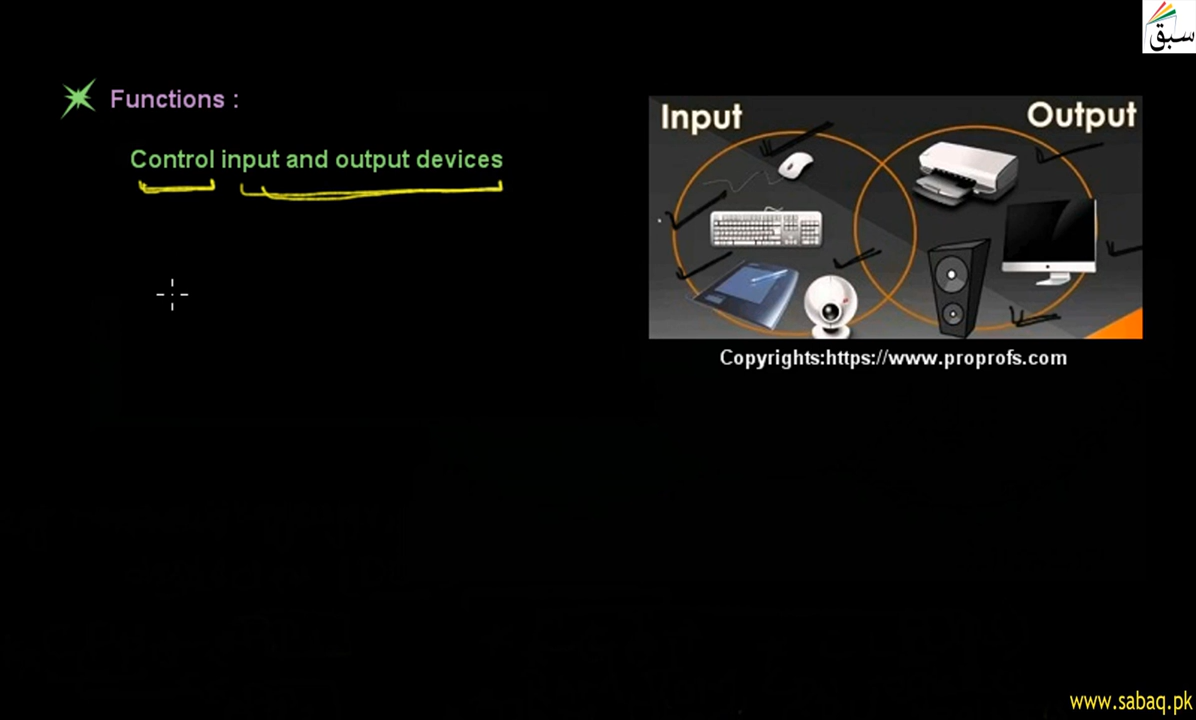 سبق
Functions :
Control input and output devices
Input
Output
Copyrights:https://www.proprofs.com
www.sabaq.pk